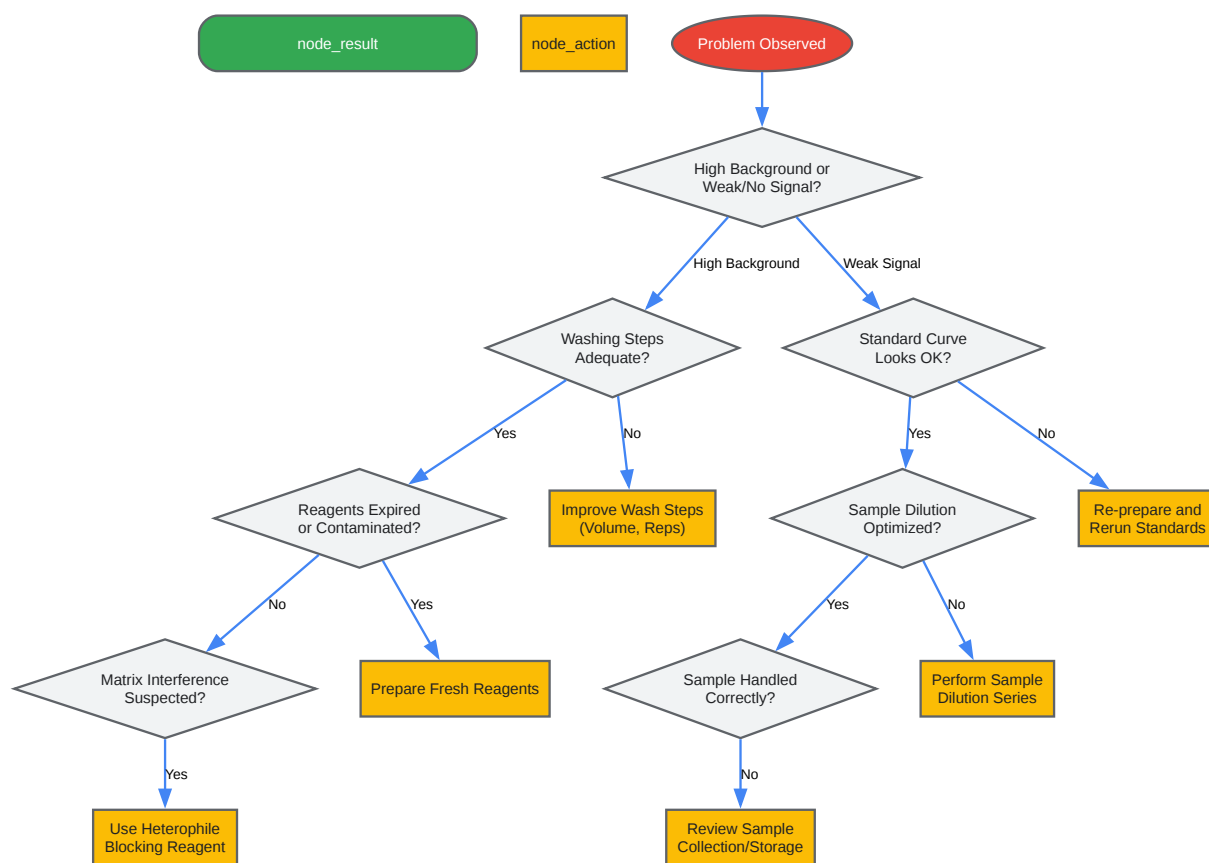 node_result
node_action
Problem Observed
High Background or
Weak/No Signal?
High Background
Weak Signal
Washing Steps
Adequate?
Standard Curve
Looks OK?
Yes
No
Yes
No
Reagents Expired
or Contaminated?
Improve Wash Steps
(Volume, Reps)
Sample Dilution
Optimized?
Re-prepare and
Rerun Standards
No
Yes
Yes
No
Matrix Interference
Suspected?
Prepare Fresh Reagents
Sample Handled
Correctly?
Perform Sample
Dilution Series
Yes
No
Use Heterophile
Blocking Reagent
Review Sample
Collection/Storage